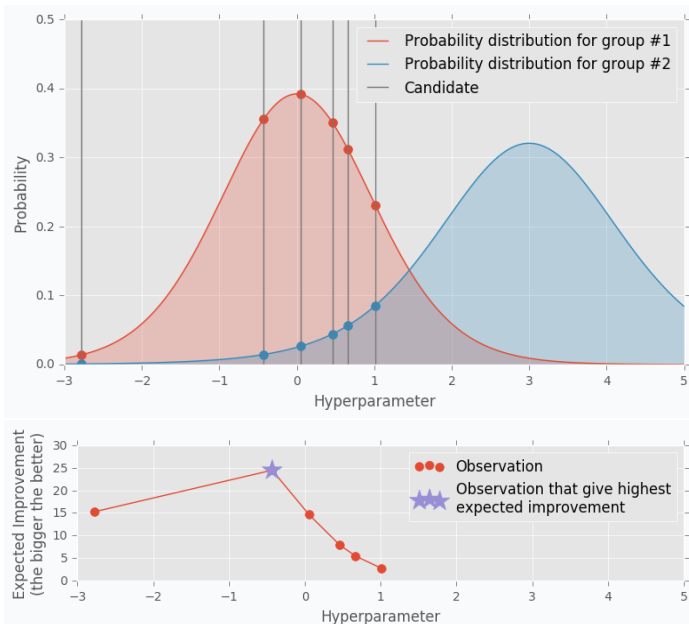 0.5
0.4
0.3
0.2
0.1
0.0
Probability
Probability distribution for group #1
Probability distribution for group #2
Candidate
−3 −2 −1 0 1 2 3 4 5
Hyperparameter
30
25
20
15
10
5
0
Expected Improvement
(the bigger the better)
Observation
Observation that give highest
expected improvement
−3 −2 −1 0 1 2 3 4 5
Hyperparameter